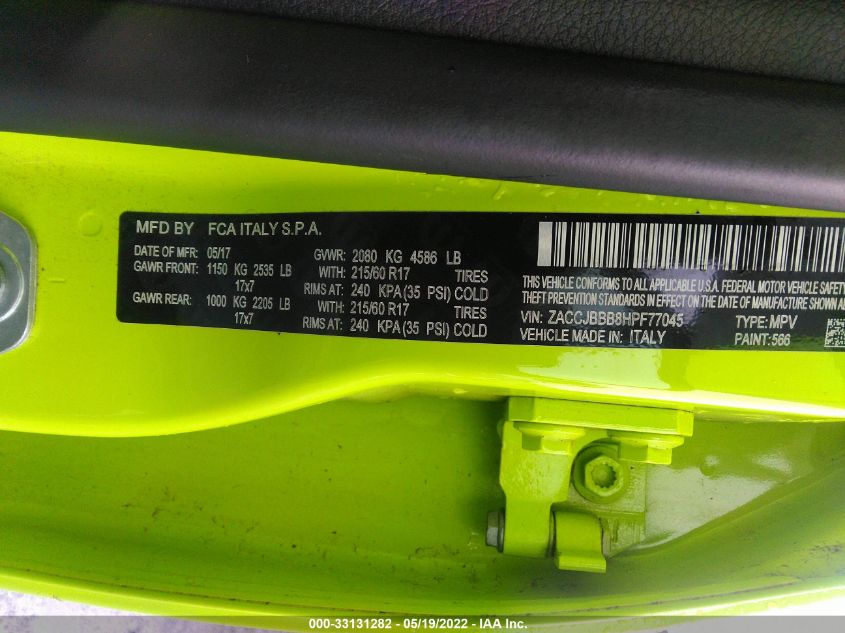 MFD BY FCA ITALY S.P.A.
DATE OF MFR: 05/17 GVWR: 2080 KG 4586 LB
GAWR FRONT: 1150 KG 2535 LB WITH: 215/60 R17 TIRES
17x7 RIMS AT: 240 KPA(35 PSI) COLD
GAWR REAR: 1000 KG 2205 LB WITH: 215/60 R17 TIRES
17x7 RIMS AT: 240 KPA(35 PSI) COLD
THIS VEHICLE CONFORMS TO ALL APPLICABLE U.S.A. FEDERAL MOTOR VEHICLE SAFETY
THEFT PREVENTION STANDARDS IN EFFECT ON THE DATE OF MANUFACTURE SHOWN
VIN: ZACCJBBB8HPF77045 TYPE: MPV
VEHICLE MADE IN: ITALY PAINT: 566
000-33131282 - 05/19/2022 - IAA Inc.